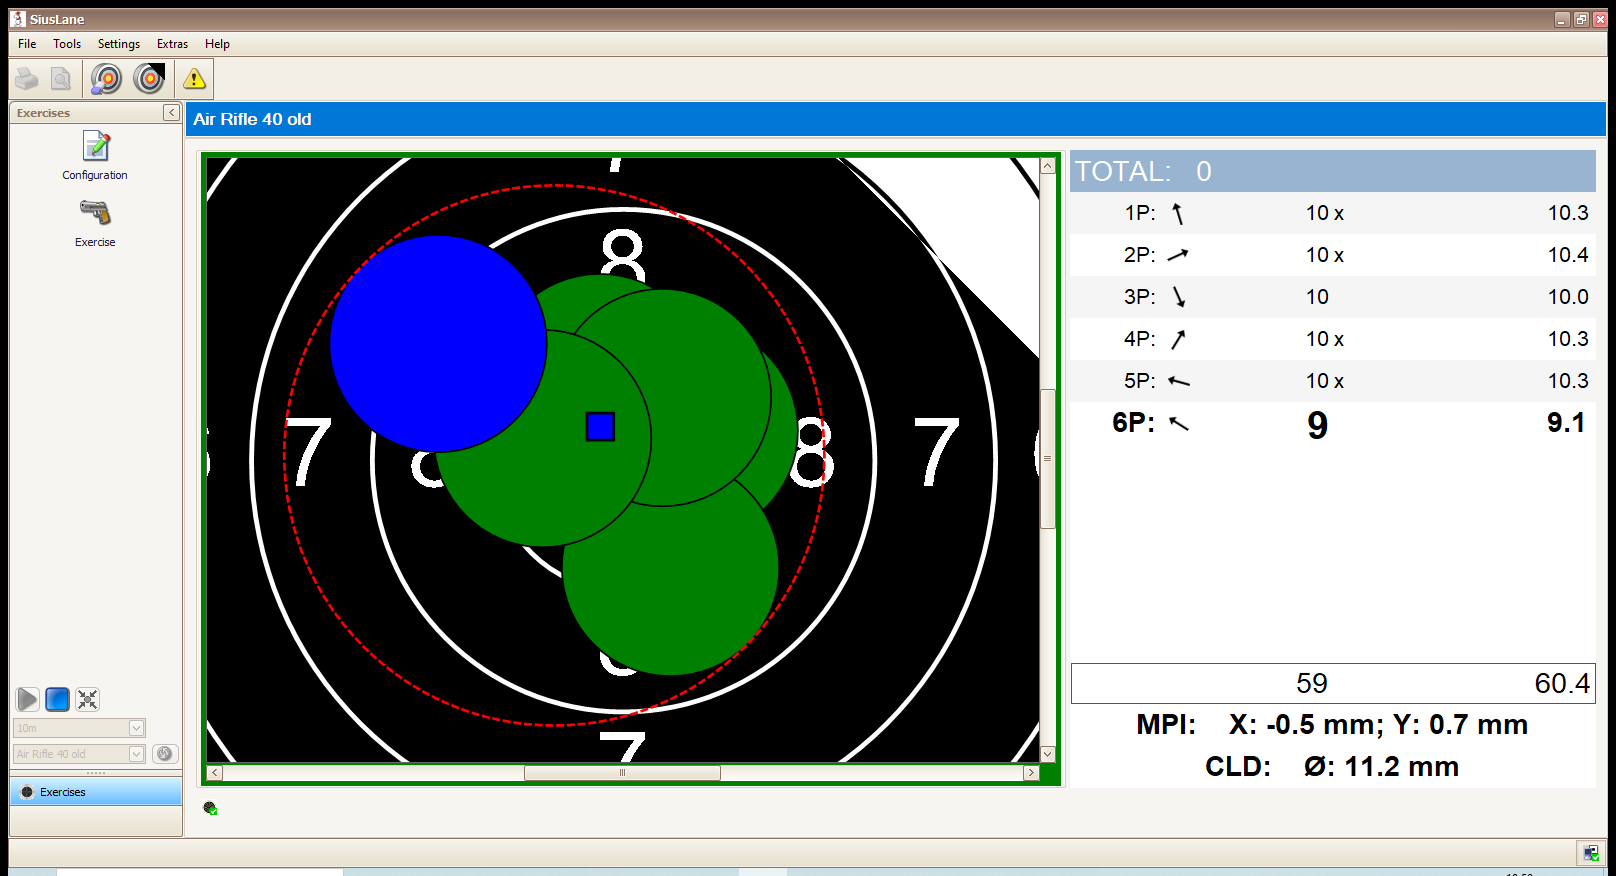 SiusLane
File Tools Settings Extras Help
Exercises
Configuration
Exercise
10m
Air Rifle 40 old
Exercises
Air Rifle 40 old
7
8
7 8 8 7
8
7
TOTAL: 0
1P: 10 x 10.3
2P: 10 x 10.4
3P: 10 10.0
4P: 10 x 10.3
5P: 10 x 10.3
6P: 9 9.1
59 60.4
MPI: X: -0.5 mm; Y: 0.7 mm
CLD: Ø: 11.2 mm